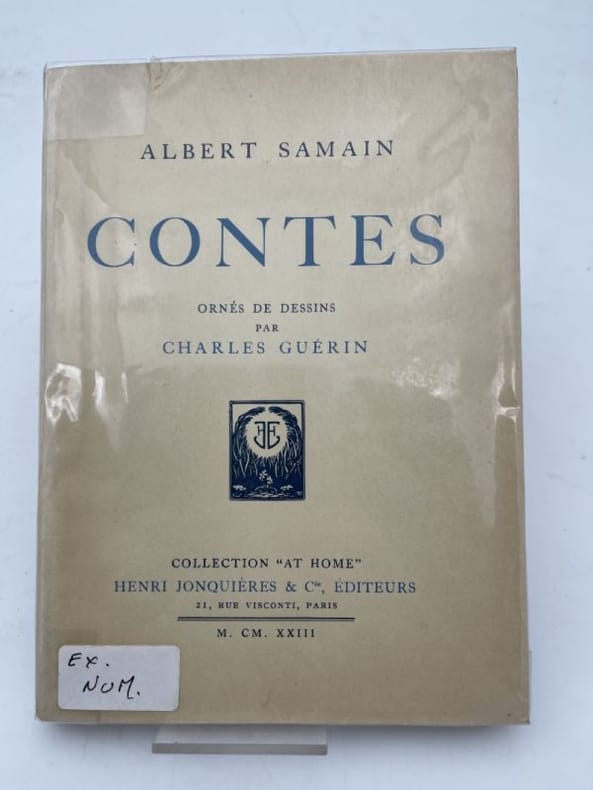 ALBERT SAMAIN
CONTES
ORNÉS DE DESSINS
PAR
CHARLES GUÉRIN
COLLECTION "AT HOME"
HENRI JONQUIÈRES & Cie, ÉDITEURS
21, RUE VISCONTI, PARIS
M. CM. XXIII
Ex.
NUM.